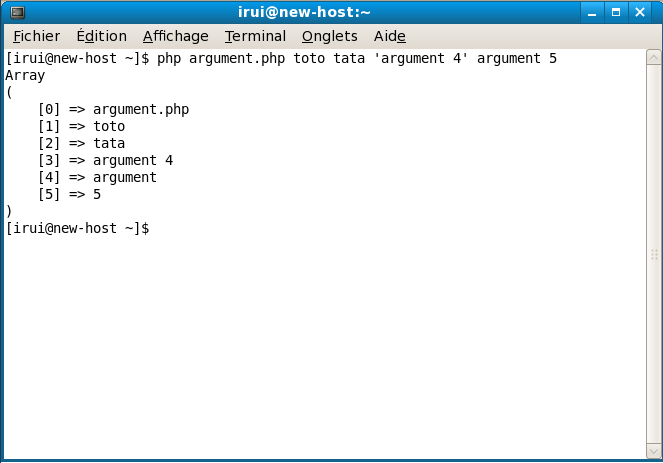 irui@new-host:~
Fichier Édition Affichage Terminal Onglets Aide
[irui@new-host ~]$ php argument.php toto tata 'argument 4' argument 5
Array
(
    [0] => argument.php
    [1] => toto
    [2] => tata
    [3] => argument 4
    [4] => argument
    [5] => 5
)
[irui@new-host ~]$